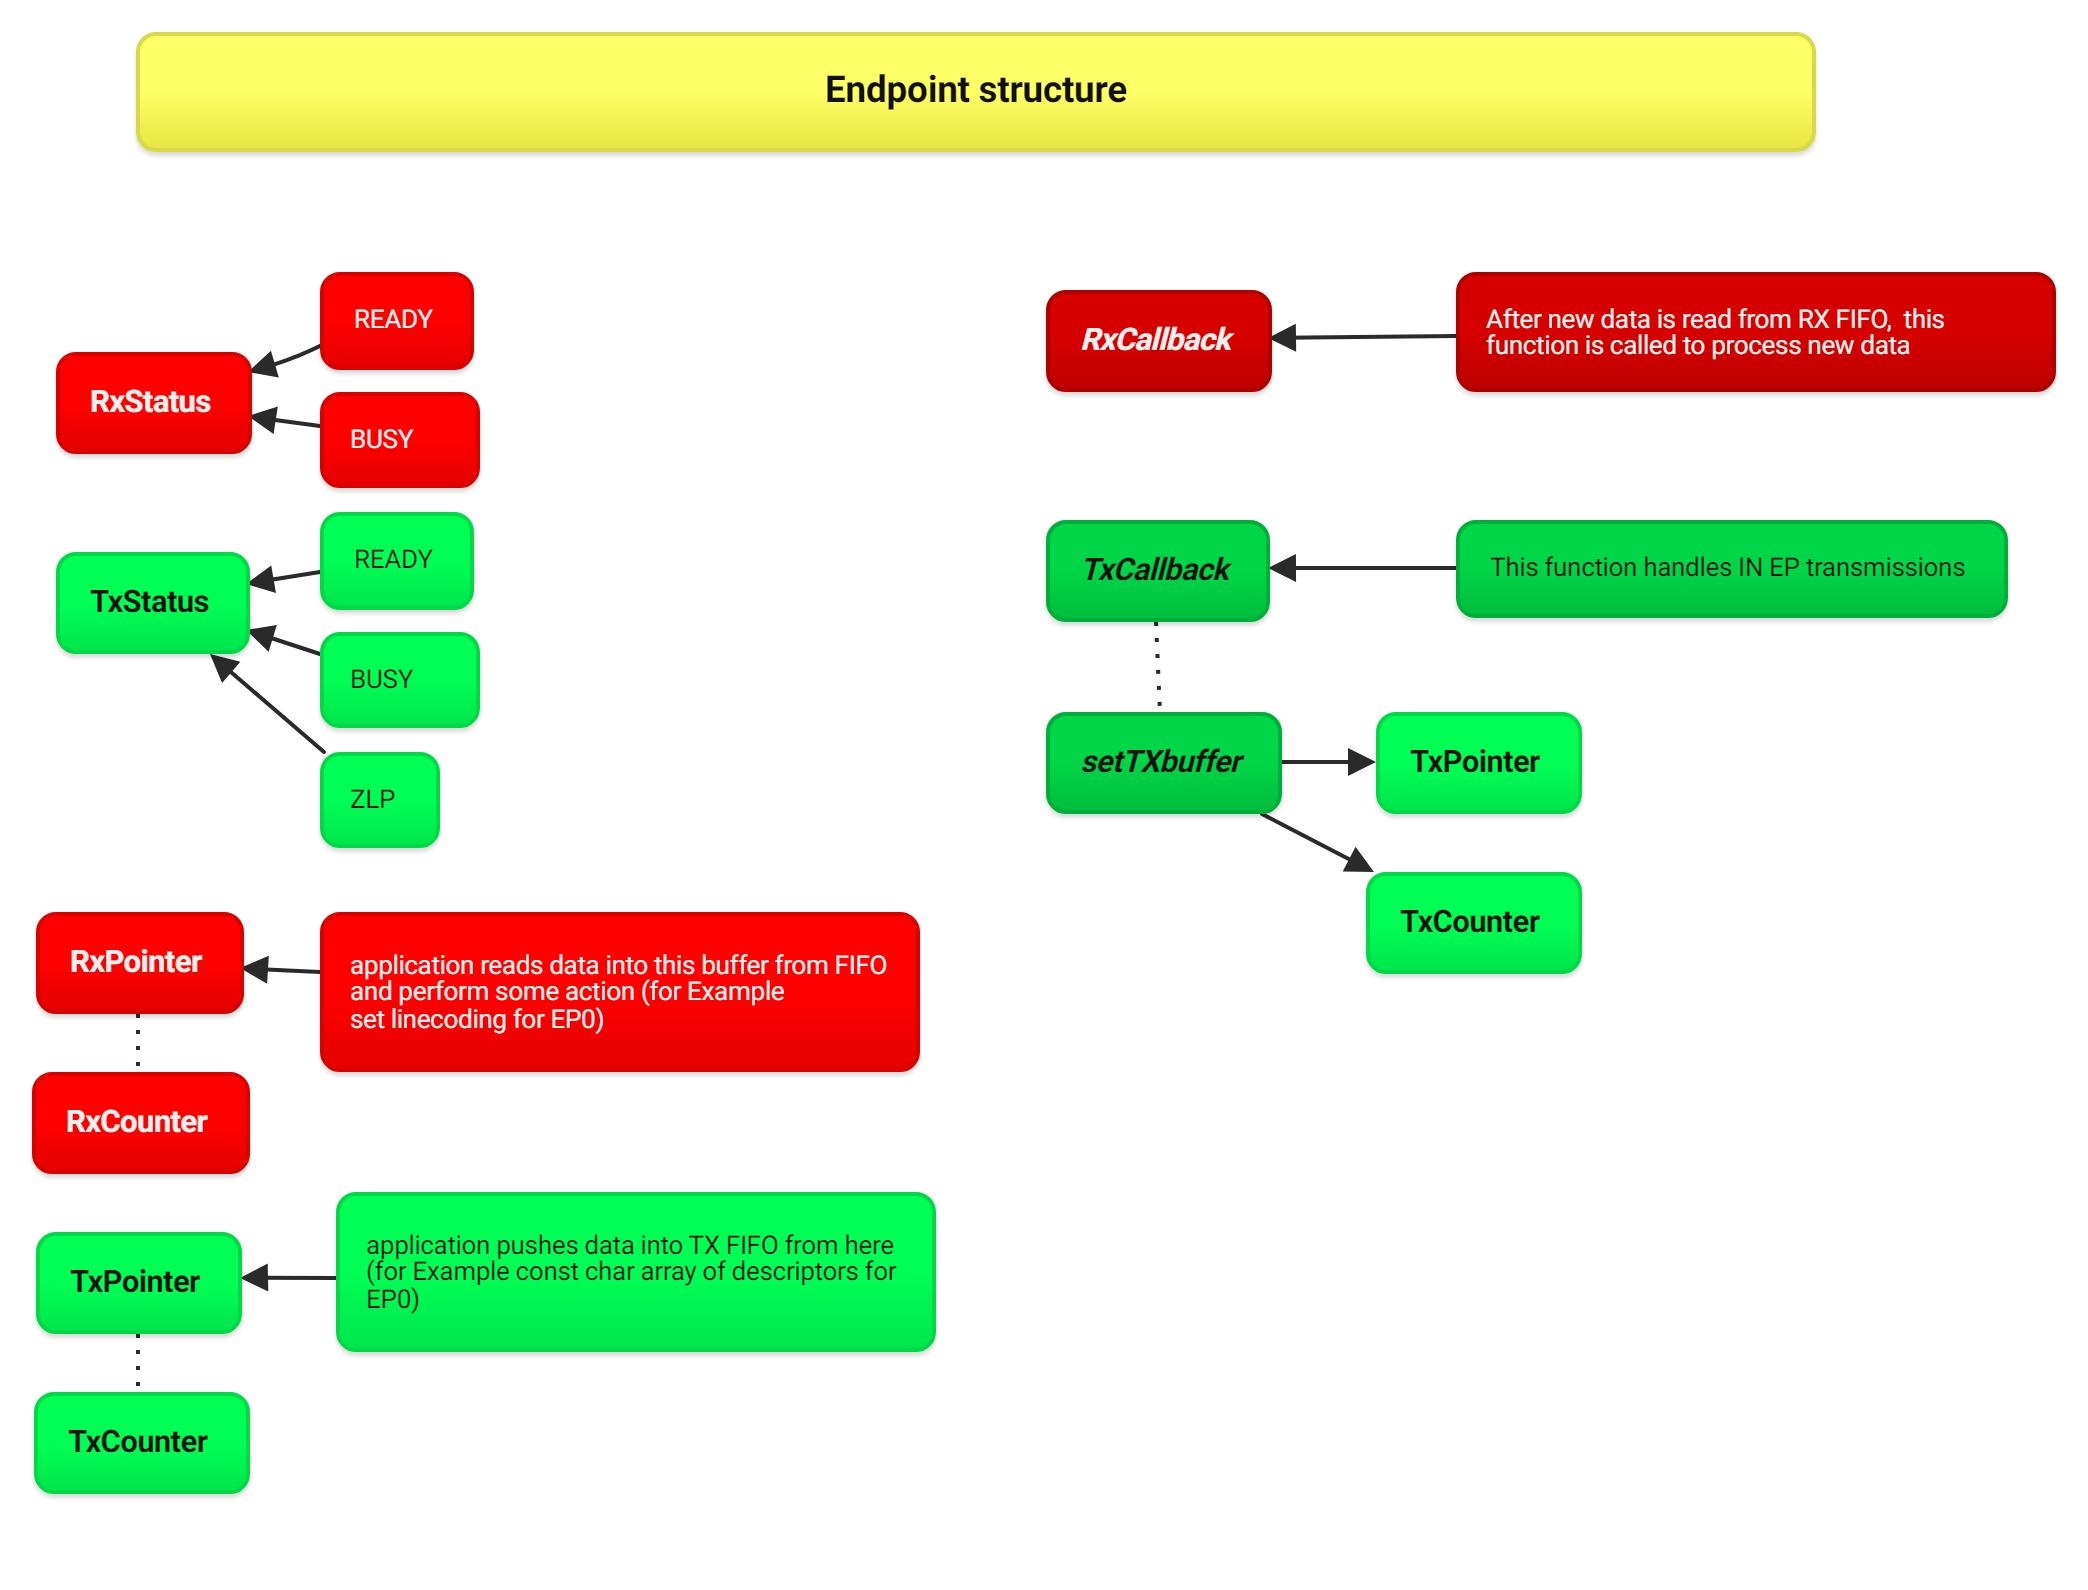 Endpoint structure
READY
RxStatus
BUSY
READY
TxStatus
BUSY
ZLP
RxPointer
application reads data into this buffer from FIFO
and perform some action (for Example
set linecoding for EP0)
RxCounter
TxPointer
application pushes data into TX FIFO from here
(for Example const char array of descriptors for
EP0)
TxCounter
RxCallback
After new data is read from RX FIFO,  this
function is called to process new data
TxCallback
This function handles IN EP transmissions
setTXbuffer
TxPointer
TxCounter